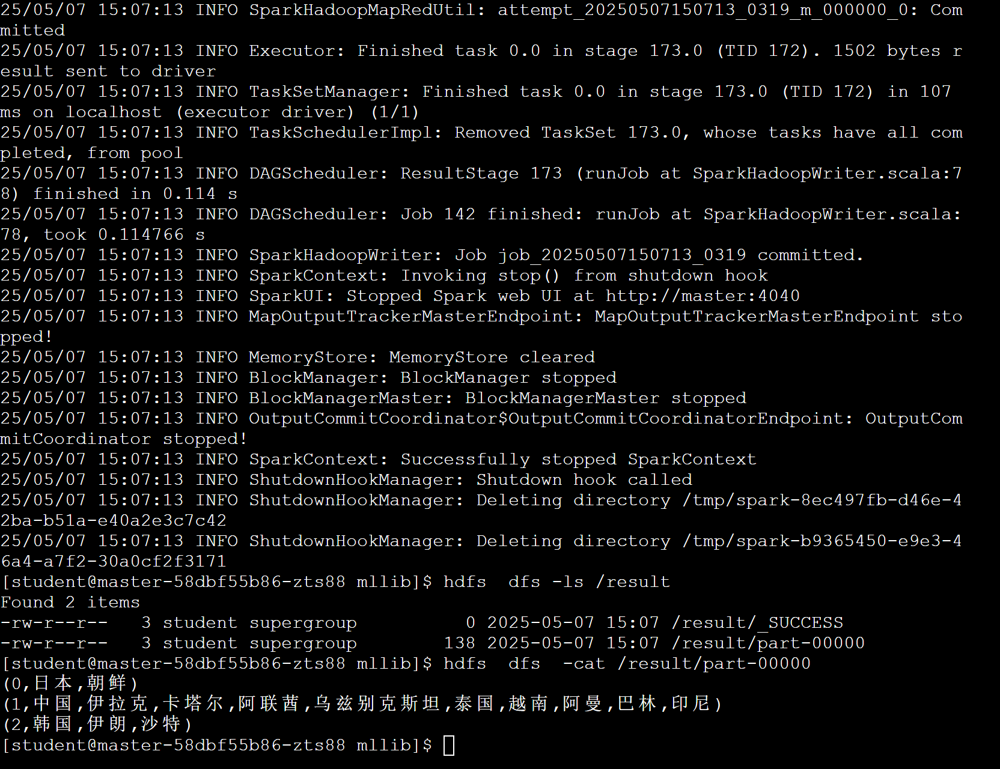 25/05/07 15:07:13 INFO SparkHadoopMapRedUtil: attempt_20250507150713_0319_m_000000_0: Com
mitted
25/05/07 15:07:13 INFO Executor: Finished task 0.0 in stage 173.0 (TID 172). 1502 bytes r
esult sent to driver
25/05/07 15:07:13 INFO TaskSetManager: Finished task 0.0 in stage 173.0 (TID 172) in 107
ms on localhost (executor driver) (1/1)
25/05/07 15:07:13 INFO TaskSchedulerImpl: Removed TaskSet 173.0, whose tasks have all com
pleted, from pool
25/05/07 15:07:13 INFO DAGScheduler: ResultStage 173 (runJob at SparkHadoopWriter.scala:7
8) finished in 0.114 s
25/05/07 15:07:13 INFO DAGScheduler: Job 142 finished: runJob at SparkHadoopWriter.scala:
78, took 0.114766 s
25/05/07 15:07:13 INFO SparkHadoopWriter: Job job_20250507150713_0319 committed.
25/05/07 15:07:13 INFO SparkContext: Invoking stop() from shutdown hook
25/05/07 15:07:13 INFO SparkUI: Stopped Spark web UI at http://master:4040
25/05/07 15:07:13 INFO MapOutputTrackerMasterEndpoint: MapOutputTrackerMasterEndpoint sto
pped!
25/05/07 15:07:13 INFO MemoryStore: MemoryStore cleared
25/05/07 15:07:13 INFO BlockManager: BlockManager stopped
25/05/07 15:07:13 INFO BlockManagerMaster: BlockManagerMaster stopped
25/05/07 15:07:13 INFO OutputCommitCoordinator$OutputCommitCoordinatorEndpoint: OutputCom
mitCoordinator stopped!
25/05/07 15:07:13 INFO SparkContext: Successfully stopped SparkContext
25/05/07 15:07:13 INFO ShutdownHookManager: Shutdown hook called
25/05/07 15:07:13 INFO ShutdownHookManager: Deleting directory /tmp/spark-8ec497fb-d46e-4
2ba-b51a-e40a2e3c7c42
25/05/07 15:07:13 INFO ShutdownHookManager: Deleting directory /tmp/spark-b9365450-e9e3-4
6a4-a7f2-30a0cf2f3171
[student@master-58dbf55b86-zts88 mllib]$ hdfs  dfs -ls /result
Found 2 items
-rw-r--r--   3 student supergroup          0 2025-05-07 15:07 /result/_SUCCESS
-rw-r--r--   3 student supergroup        138 2025-05-07 15:07 /result/part-00000
[student@master-58dbf55b86-zts88 mllib]$ hdfs  dfs  -cat /result/part-00000
(0,日本,朝鲜)
(1,中国,伊拉克,卡塔尔,阿联酋,乌兹别克斯坦,泰国,越南,阿曼,巴林,印尼)
(2,韩国,伊朗,沙特)
[student@master-58dbf55b86-zts88 mllib]$